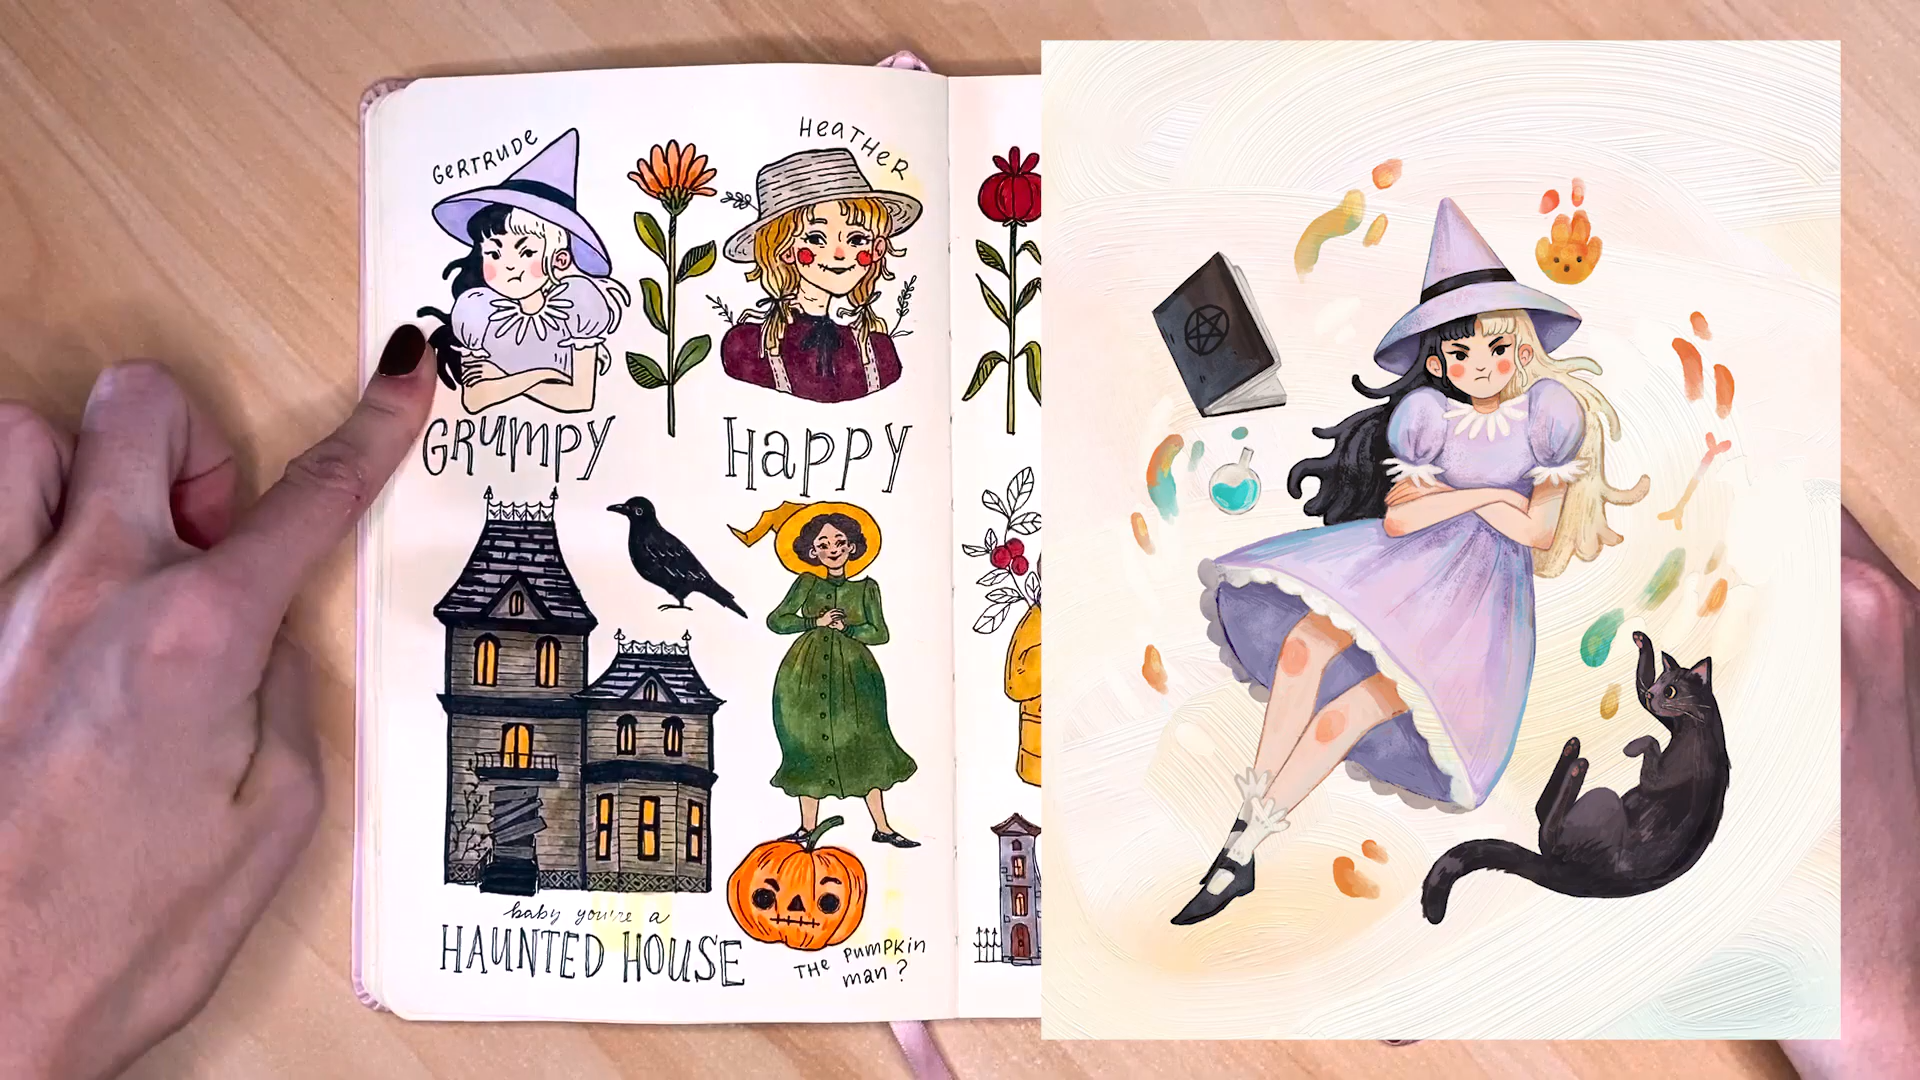 GERTRUDE
HEATHER
GRUMPY
Happy
baby you're a
HAUNTED HOUSE
THE PUMPKIN
man?